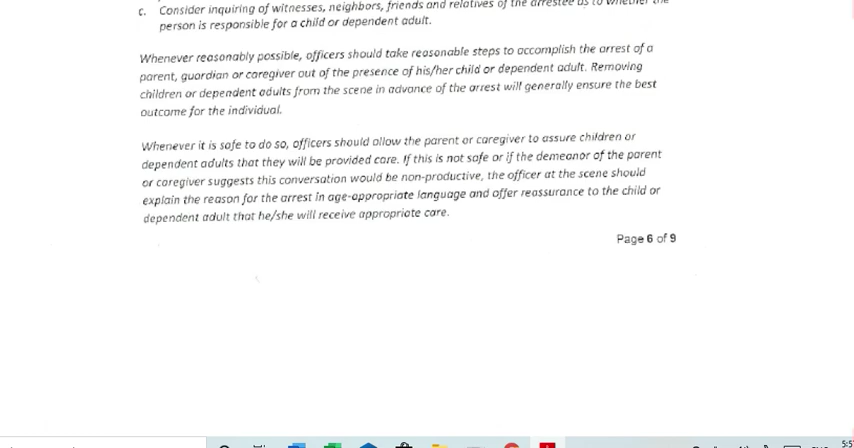 c. Consider inquiring of witnesses, neighbors, friends and relatives of the arrestee as to whether the
person is responsible for a child or dependent adult.
Whenever reasonably possible, officers should take reasonable steps to accomplish the arrest of a
parent, guardian or caregiver out of the presence of his/her child or dependent adult. Removing
children or dependent adults from the scene in advance of the arrest will generally ensure the best
outcome for the individual.
Whenever it is safe to do so, officers should allow the parent or caregiver to assure children or
dependent adults that they will be provided care. If this is not safe or if the demeanor of the parent
or caregiver suggests this conversation would be non-productive, the officer at the scene should
explain the reason for the arrest in age-appropriate language and offer reassurance to the child or
dependent adult that he/she will receive appropriate care.
Page 6 of 9